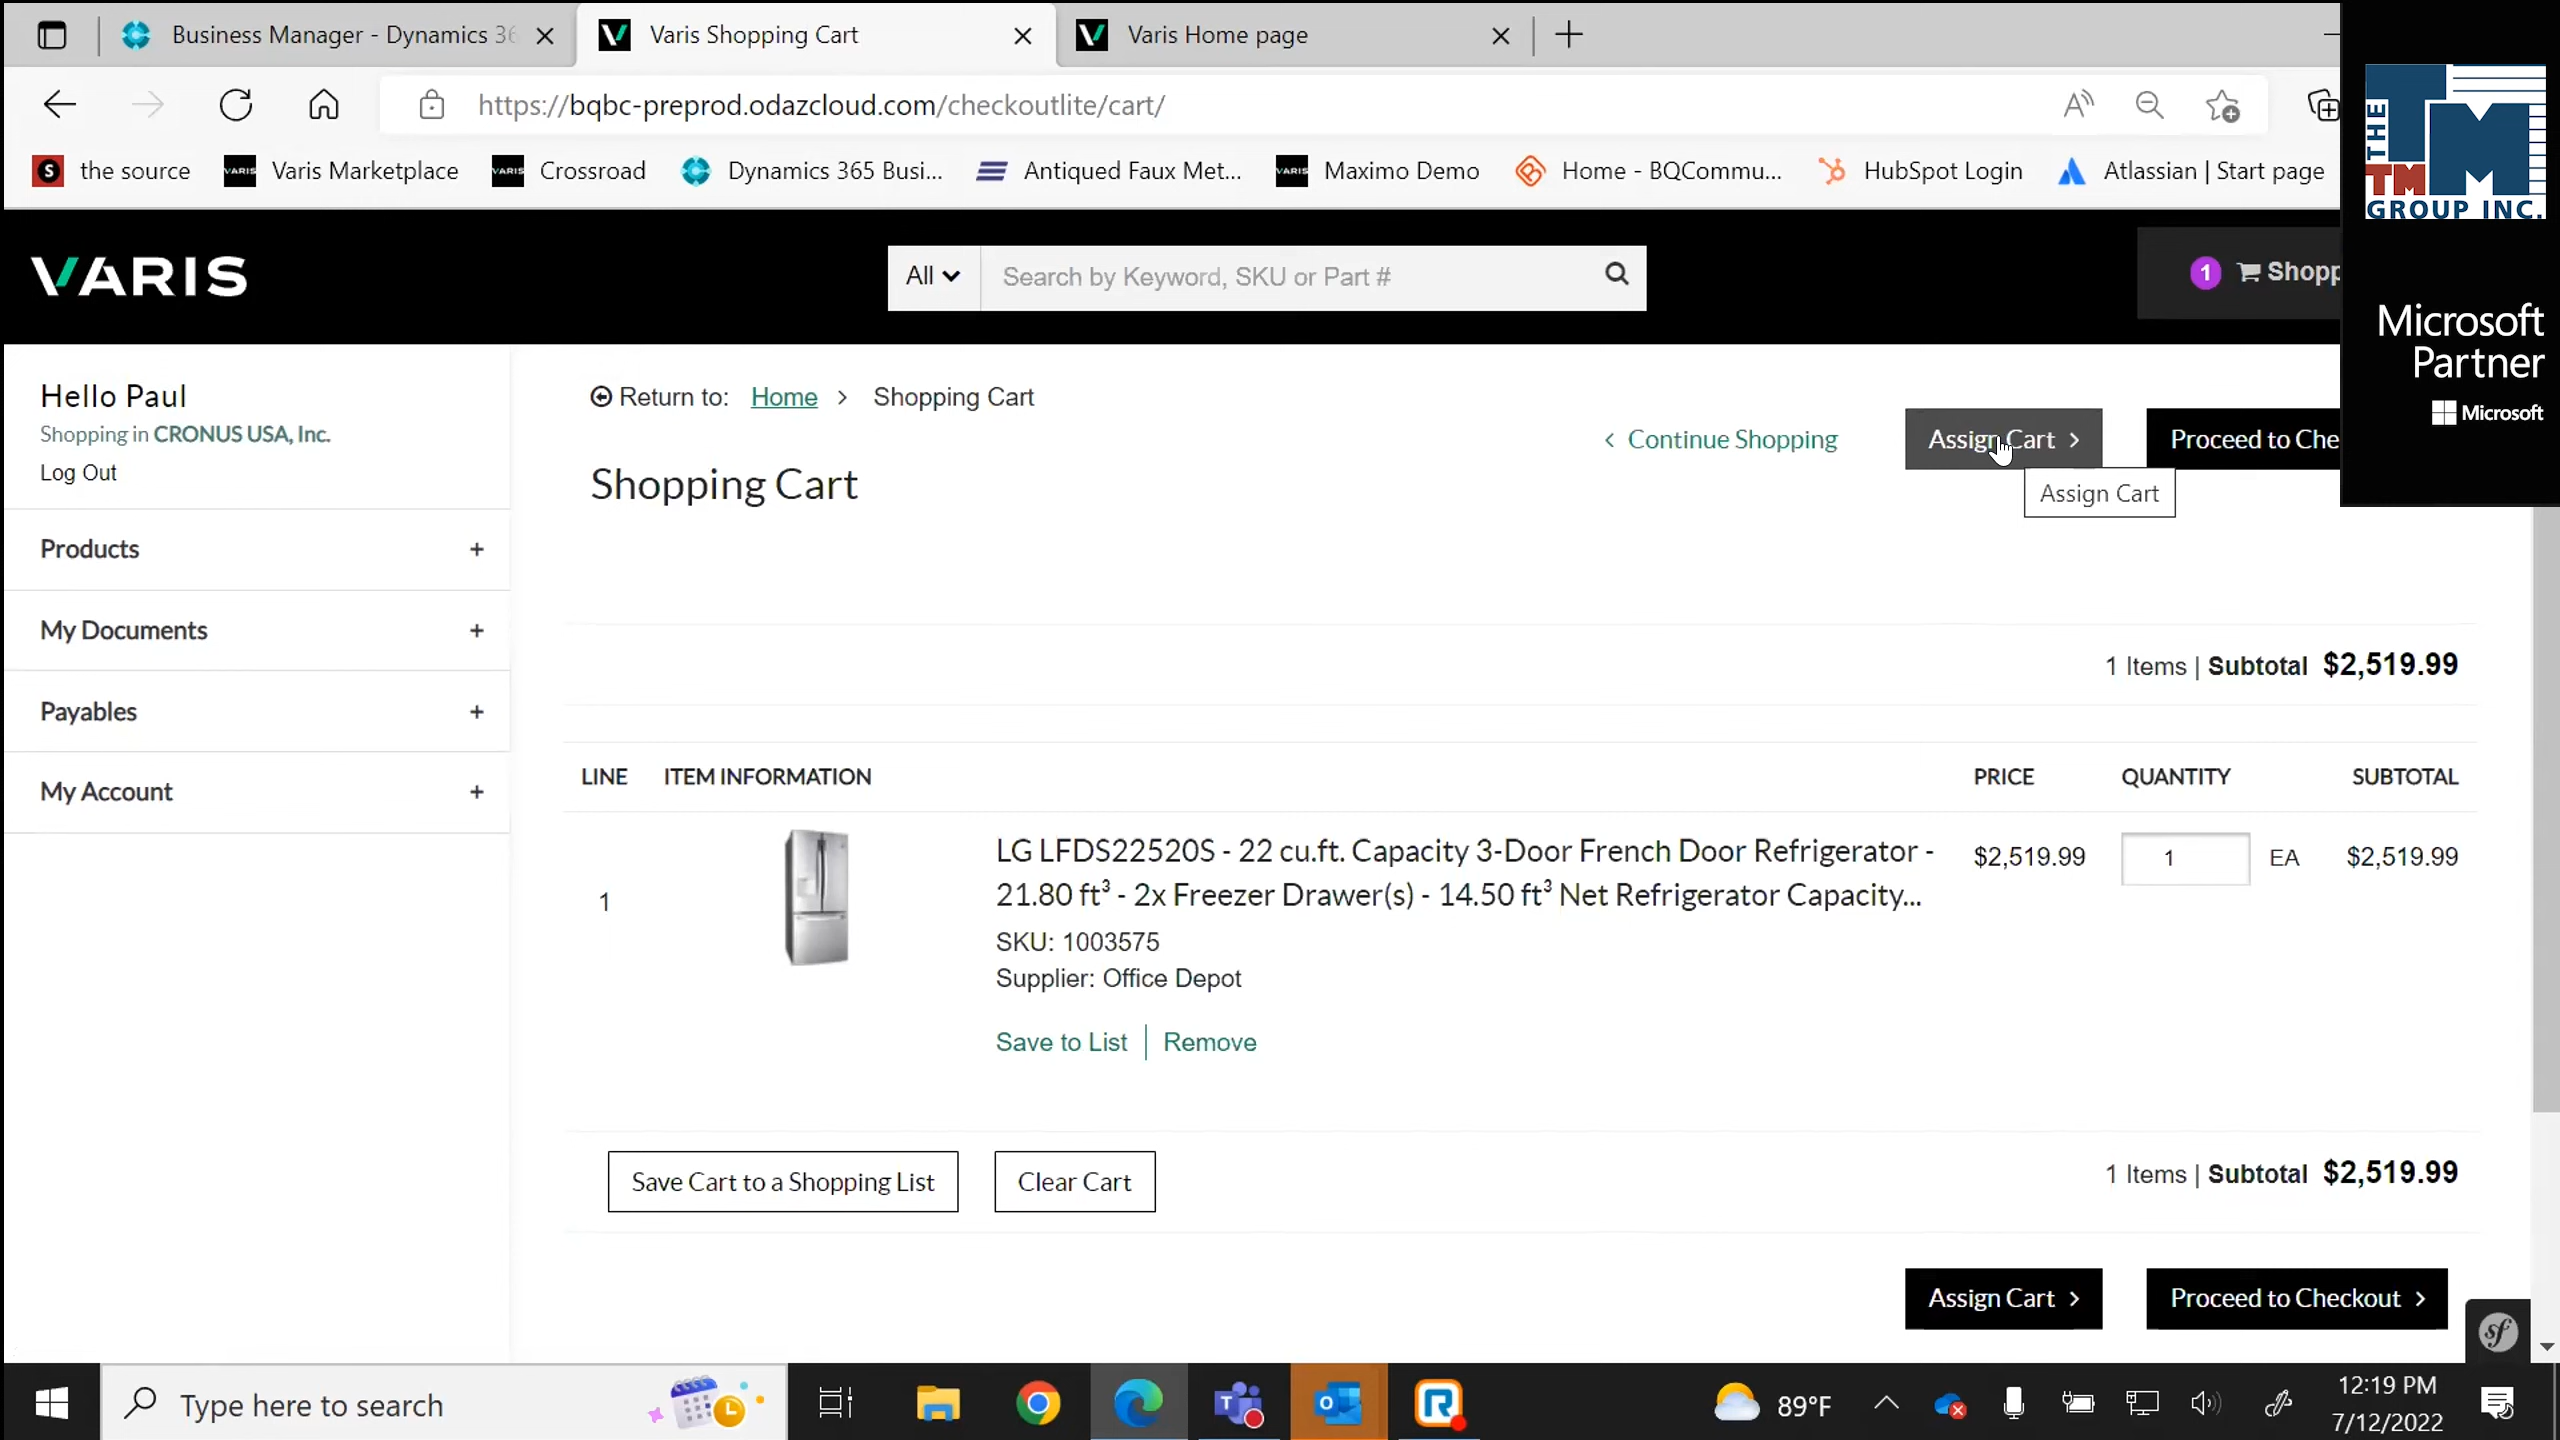 Business Manager - Dynamics 36
Varis Shopping Cart
Varis Home page
https://bqbc-preprod.odazcloud.com/checkoutlite/cart/
the source
Varis Marketplace
Crossroad
Dynamics 365 Busi...
Antiqued Faux Met...
Maximo Demo
Home - BQCommu...
HubSpot Login
Atlassian | Start page
THE TM GROUP INC.
Microsoft
Partner
Microsoft
VARIS
All
Search by Keyword, SKU or Part #
1
Shopp
Hello Paul
Shopping in CRONUS USA, Inc.
Log Out
Products +
My Documents +
Payables +
My Account +
Return to: Home > Shopping Cart
< Continue Shopping
Assign Cart >
Proceed to Che
Assign Cart
Shopping Cart
1 Items | Subtotal $2,519.99
LINE ITEM INFORMATION PRICE QUANTITY SUBTOTAL
1
LG LFDS22520S - 22 cu.ft. Capacity 3-Door French Door Refrigerator -
21.80 ft³ - 2x Freezer Drawer(s) - 14.50 ft³ Net Refrigerator Capacity...
SKU: 1003575
Supplier: Office Depot
$2,519.99 1 EA $2,519.99
Save to List | Remove
Save Cart to a Shopping List
Clear Cart
1 Items | Subtotal $2,519.99
Assign Cart >
Proceed to Checkout >
Type here to search
89°F
12:19 PM
7/12/2022